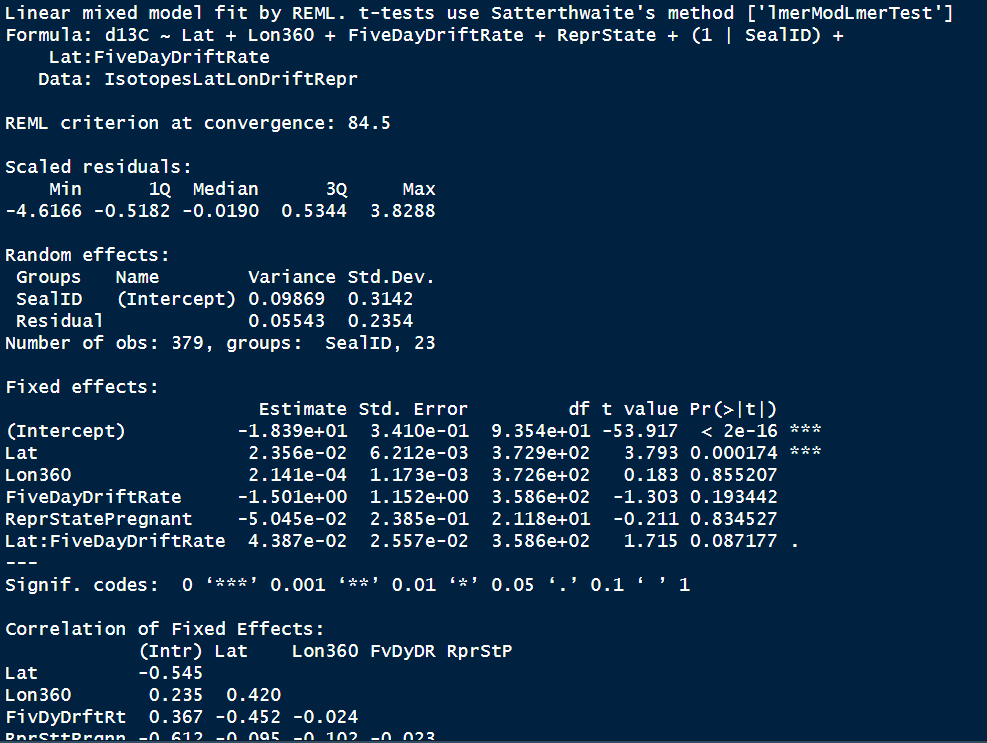 Linear mixed model fit by REML. t-tests use Satterthwaite's method ['lmerModLmerTest']
Formula: d13C ~ Lat + Lon360 + FiveDayDriftRate + ReprState + (1 | SealID) +
    Lat:FiveDayDriftRate
   Data: IsotopesLatLonDriftRepr

REML criterion at convergence: 84.5

Scaled residuals:
    Min      1Q  Median      3Q     Max
-4.6166 -0.5182 -0.0190  0.5344  3.8288

Random effects:
 Groups   Name        Variance Std.Dev.
 SealID   (Intercept) 0.09869  0.3142
 Residual             0.05543  0.2354
Number of obs: 379, groups:  SealID, 23

Fixed effects:
                       Estimate Std. Error         df t value Pr(>|t|)
(Intercept)          -1.839e+01  3.410e-01  9.354e+01 -53.917  < 2e-16 ***
Lat                   2.356e-02  6.212e-03  3.729e+02   3.793 0.000174 ***
Lon360                2.141e-04  1.173e-03  3.726e+02   0.183 0.855207
FiveDayDriftRate     -1.501e+00  1.152e+00  3.586e+02  -1.303 0.193442
ReprStatePregnant    -5.045e-02  2.385e-01  2.118e+01  -0.211 0.834527
Lat:FiveDayDriftRate  4.387e-02  2.557e-02  3.586e+02   1.715 0.087177 .
---
Signif. codes:  0 ‘***’ 0.001 ‘**’ 0.01 ‘*’ 0.05 ‘.’ 0.1 ‘ ’ 1

Correlation of Fixed Effects:
            (Intr) Lat    Lon360 FvDyDR RprStP
Lat         -0.545
Lon360       0.235  0.420
FivDyDrftRt  0.367 -0.452 -0.024
RprSttPrgnn -0.612 -0.095 -0.102 -0.023